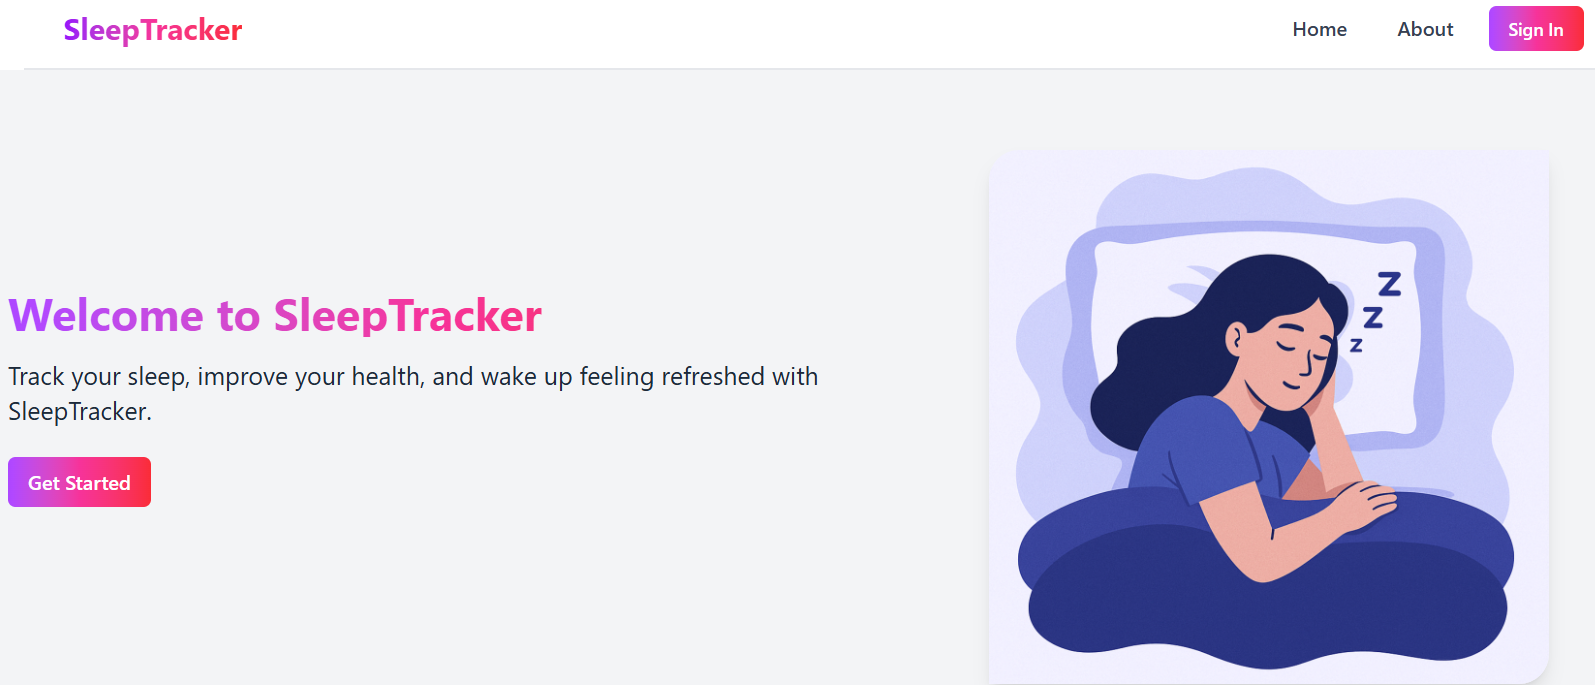 SleepTracker
Home
About
Sign In
Welcome to SleepTracker
Track your sleep, improve your health, and wake up feeling refreshed with
SleepTracker.
Get Started
Z
Z
Z